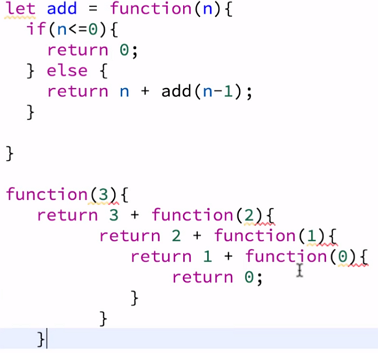 let add = function(n){
  if(n<=0){
    return 0;
  } else {
    return n + add(n-1);
  }
}
function(3){
   return 3 + function(2){
         return 2 + function(1){
            return 1 + function(0){
                return 0;
            }
         }
   }